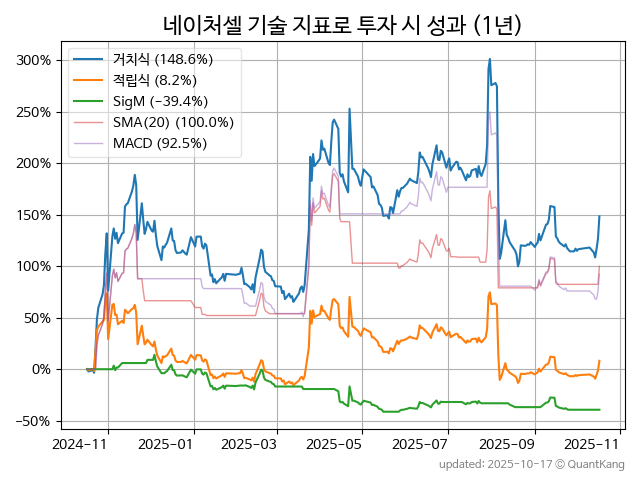 네이처셀 기술 지표로 투자 시 성과 (1년)
거치식 (148.6%)
적립식 (8.2%)
SigM (−39.4%)
SMA(20) (100.0%)
MACD (92.5%)
300%
250%
200%
150%
100%
50%
0%
−50%
2024-11 2025-01 2025-03 2025-05 2025-07 2025-09 2025-11
updated: 2025-10-17 © QuantKang